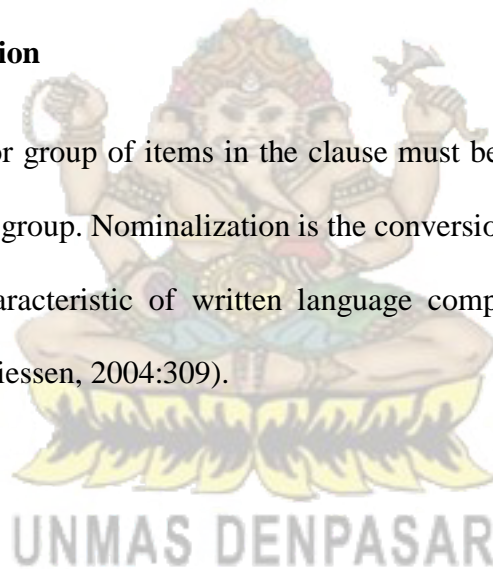 ion
or group of items in the clause must be
group. Nominalization is the conversio
aracteristic of written language comp
iessen, 2004:309).
UNMAS DENPASAR